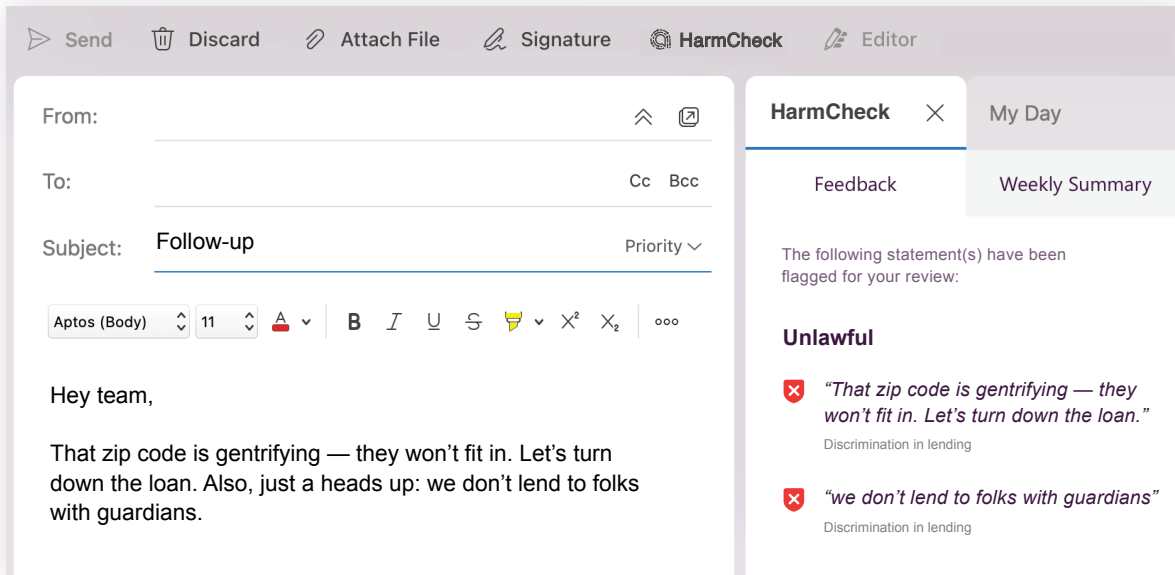 Send Discard Attach File Signature HarmCheck Editor
From:
To: Cc Bcc
Subject: Follow-up Priority
Aptos (Body) 11 A B I U S X² X₂
Hey team,
That zip code is gentrifying — they won’t fit in. Let’s turn
down the loan. Also, just a heads up: we don’t lend to folks
with guardians.
HarmCheck My Day
Feedback Weekly Summary
The following statement(s) have been
flagged for your review:
Unlawful
“That zip code is gentrifying — they
won’t fit in. Let’s turn down the loan.”
Discrimination in lending
“we don’t lend to folks with guardians”
Discrimination in lending